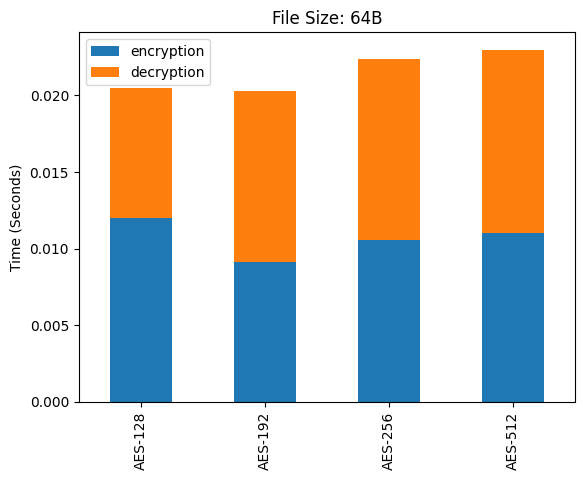 File Size: 64B
encryption
decryption
Time (Seconds)
0.020
0.015
0.010
0.005
0.000
AES-128
AES-192
AES-256
AES-512